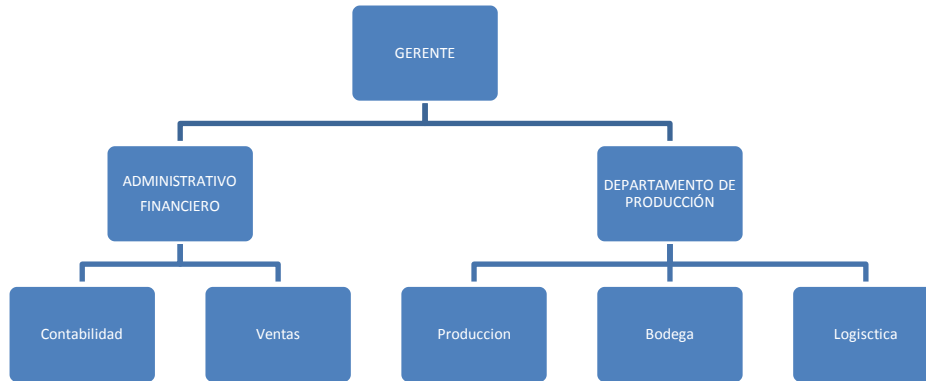 GERENTE
ADMINISTRATIVO
FINANCIERO
DEPARTAMENTO DE
PRODUCCIÓN
Contabilidad
Ventas
Produccion
Bodega
Logisctica